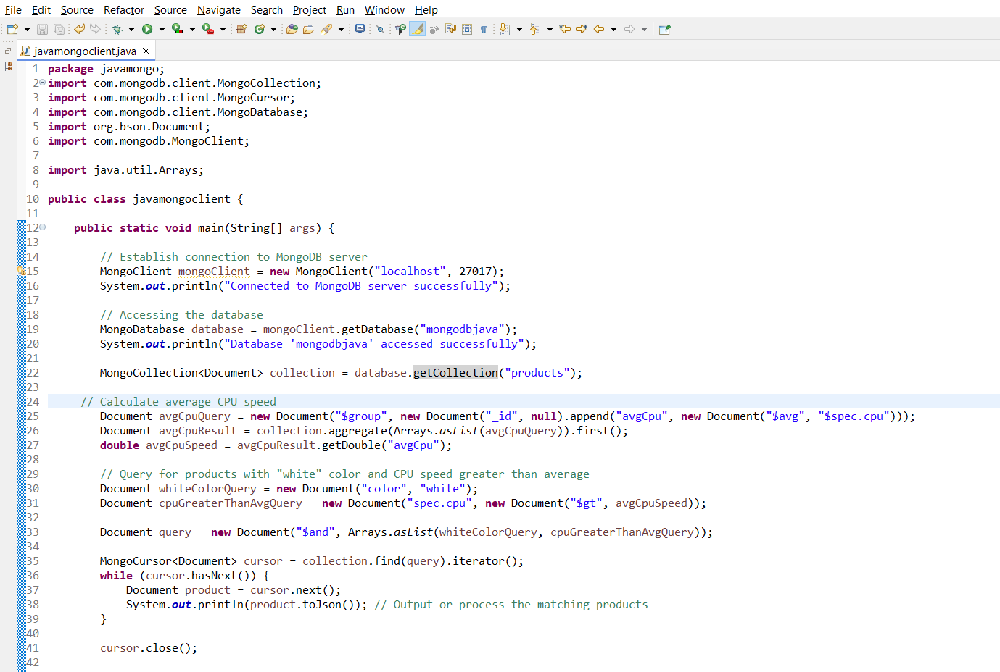 File Edit Source Refactor Source Navigate Search Project Run Window Help
javamongoclient.java
1 package javamongo;
2 import com.mongodb.client.MongoCollection;
3 import com.mongodb.client.MongoCursor;
4 import com.mongodb.client.MongoDatabase;
5 import org.bson.Document;
6 import com.mongodb.MongoClient;
7
8 import java.util.Arrays;
9
10 public class javamongoclient {
11
12     public static void main(String[] args) {
13
14         // Establish connection to MongoDB server
15         MongoClient mongoClient = new MongoClient("localhost", 27017);
16         System.out.println("Connected to MongoDB server successfully");
17
18         // Accessing the database
19         MongoDatabase database = mongoClient.getDatabase("mongodbjava");
20         System.out.println("Database 'mongodbjava' accessed successfully");
21
22         MongoCollection<Document> collection = database.getCollection("products");
23
24      // Calculate average CPU speed
25         Document avgCpuQuery = new Document("$group", new Document("_id", null).append("avgCpu", new Document("$avg", "$spec.cpu")));
26         Document avgCpuResult = collection.aggregate(Arrays.asList(avgCpuQuery)).first();
27         double avgCpuSpeed = avgCpuResult.getDouble("avgCpu");
28
29         // Query for products with "white" color and CPU speed greater than average
30         Document whiteColorQuery = new Document("color", "white");
31         Document cpuGreaterThanAvgQuery = new Document("spec.cpu", new Document("$gt", avgCpuSpeed));
32
33         Document query = new Document("$and", Arrays.asList(whiteColorQuery, cpuGreaterThanAvgQuery));
34
35         MongoCursor<Document> cursor = collection.find(query).iterator();
36         while (cursor.hasNext()) {
37             Document product = cursor.next();
38             System.out.println(product.toJson()); // Output or process the matching products
39         }
40
41         cursor.close();
42